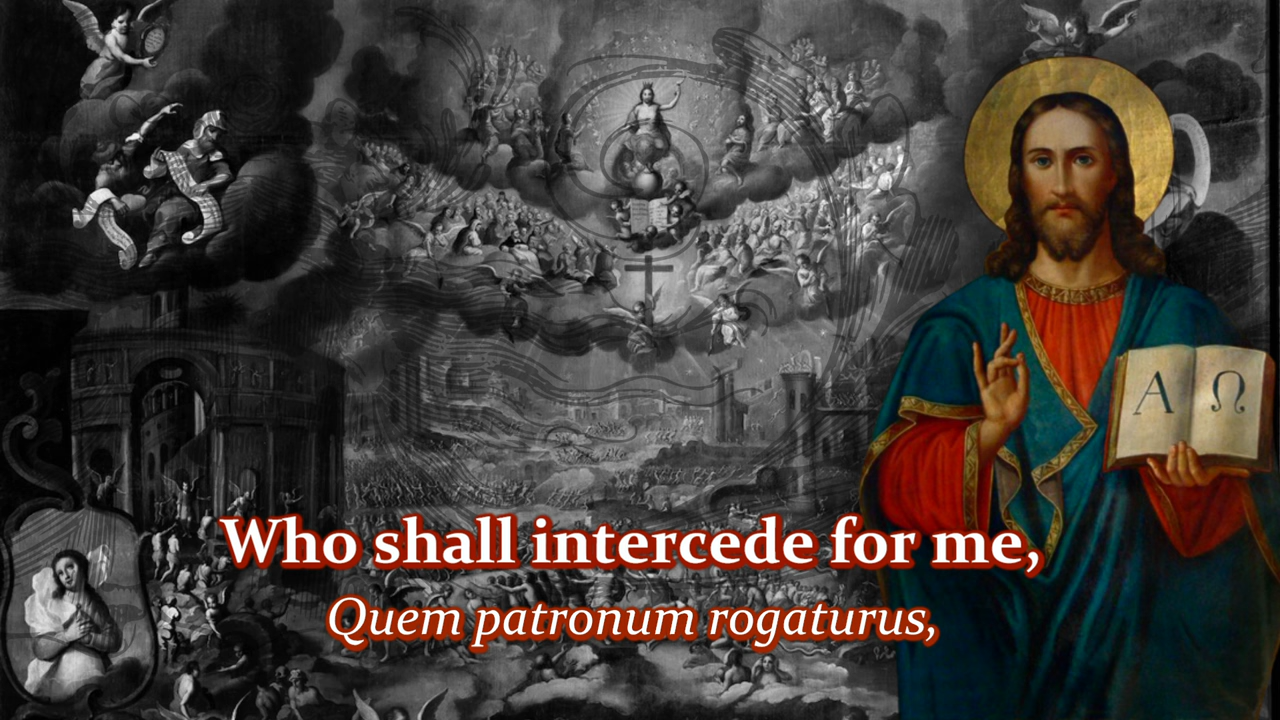 Α Ω
Who shall intercede for me,
Quem patronum rogaturus,